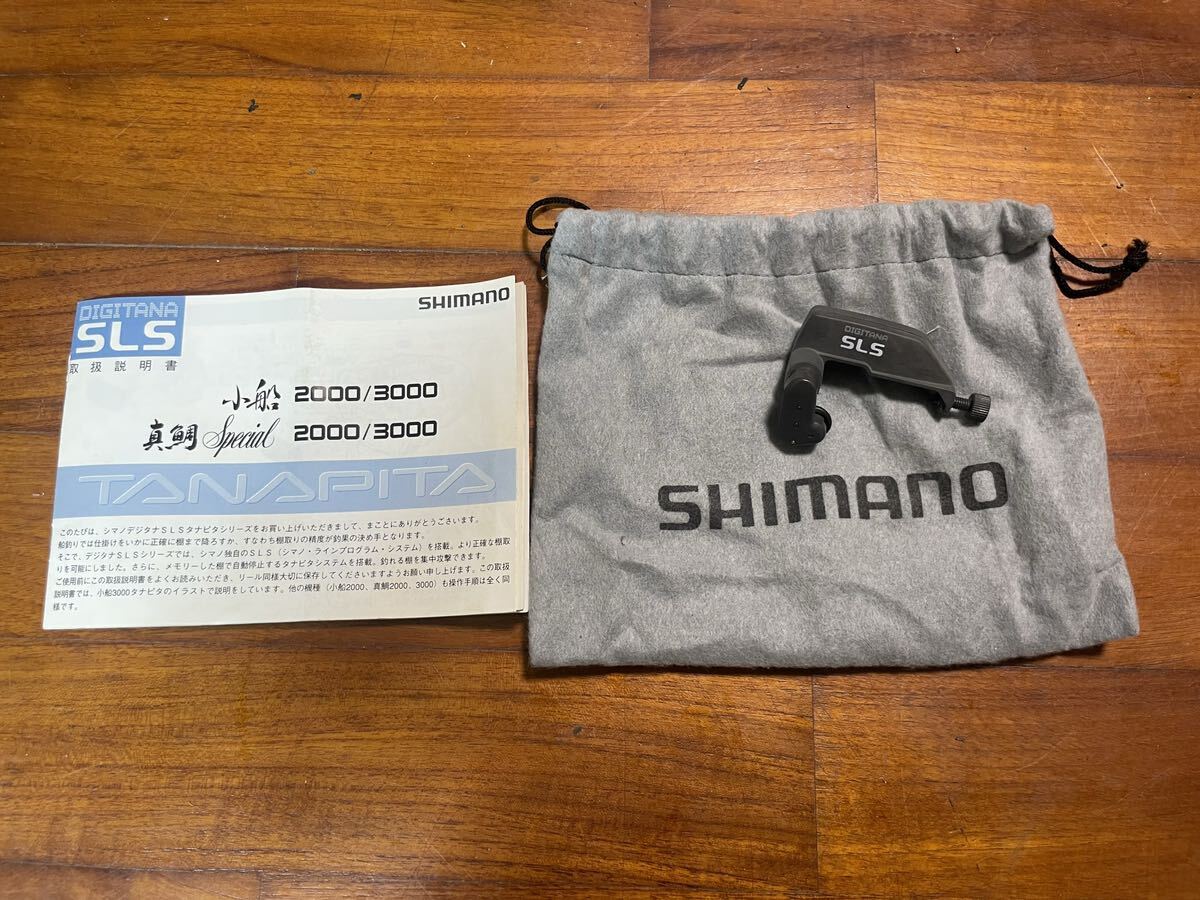 DIGITANA
SLS
SHIMANO
取扱説明書
小船 2000/3000
真鯛 Special 2000/3000
TANAPITA
このたびは、シマノデジタナSLSタナピタシリーズをお買い上げいただきまして、まことにありがとうございます。
船釣りでは仕掛けをいかに正確に棚まで降ろすか、すなわち棚取りの精度が釣果の決め手となります。
そこで、デジタナSLSシリーズでは、シマノ独自のSLS（シマノ・ラインプログラム・システム）を搭載。より正確な棚取
りを可能にしました。さらに、メモリーした棚で自動停止するタナピタシステムを搭載。釣れる棚を集中攻撃できます。
ご使用前にこの取扱説明書をよくお読みいただき、リール同様大切に保存してくださいますようお願い申し上げます。この取扱
説明書では、小船3000タナピタのイラストで説明をしています。他の機種（小船2000、真鯛2000、3000）も操作手順は全く同
様です。
DIGITANA
SLS
SHIMANO